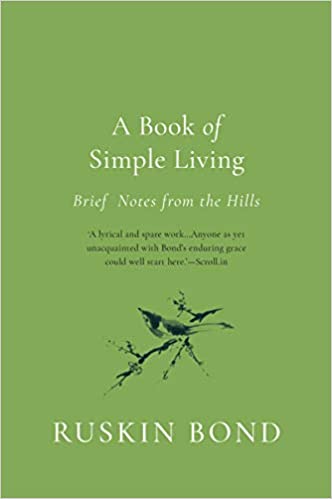 A Book of
Simple Living
Brief Notes from the Hills
‘A lyrical and spare work...Anyone as yet
unacquainted with Bond's enduring grace
could well start here.’—Scroll.in
RUSKIN BOND